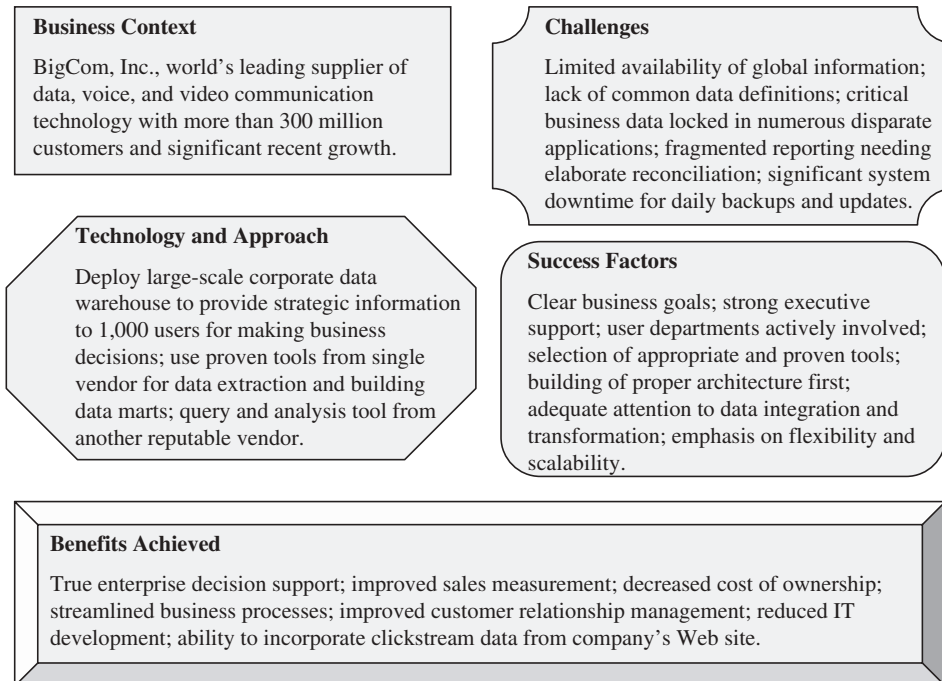 Business Context
BigCom, Inc., world's leading supplier of
data, voice, and video communication
technology with more than 300 million
customers and significant recent growth.
Challenges
Limited availability of global information;
lack of common data definitions; critical
business data locked in numerous disparate
applications; fragmented reporting needing
elaborate reconciliation; significant system
downtime for daily backups and updates.
Technology and Approach
Deploy large-scale corporate data
warehouse to provide strategic information
to 1,000 users for making business
decisions; use proven tools from single
vendor for data extraction and building
data marts; query and analysis tool from
another reputable vendor.
Success Factors
Clear business goals; strong executive
support; user departments actively involved;
selection of appropriate and proven tools;
building of proper architecture first;
adequate attention to data integration and
transformation; emphasis on flexibility and
scalability.
Benefits Achieved
True enterprise decision support; improved sales measurement; decreased cost of ownership;
streamlined business processes; improved customer relationship management; reduced IT
development; ability to incorporate clickstream data from company's Web site.